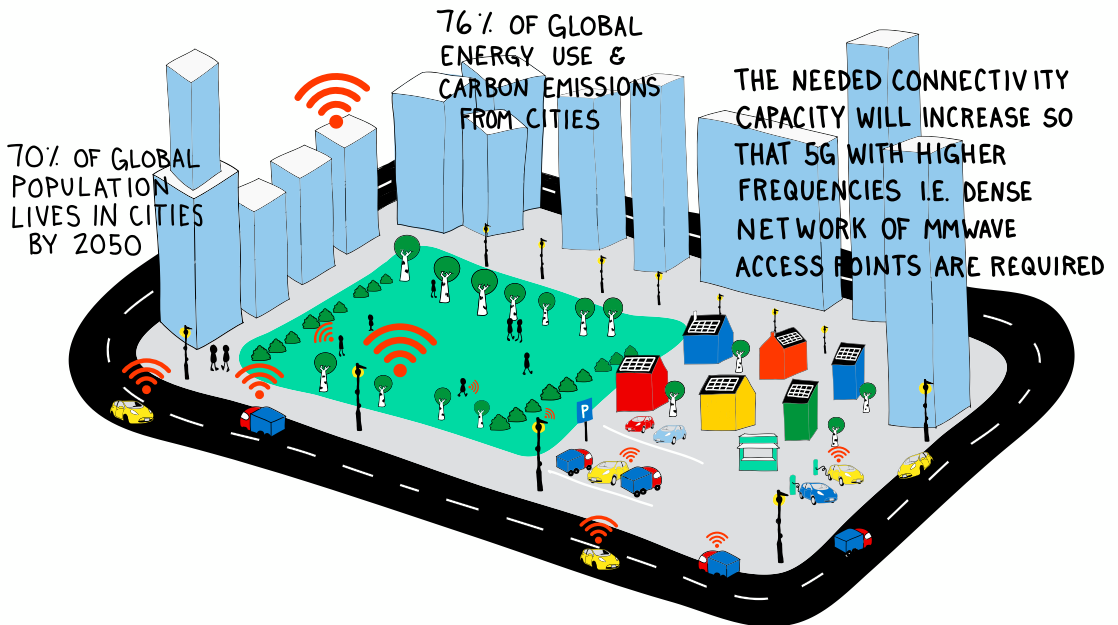 70% OF GLOBAL
POPULATION
LIVES IN CITIES
BY 2050
76% OF GLOBAL
ENERGY USE &
CARBON EMISSIONS
FROM CITIES
THE NEEDED CONNECTIVITY
CAPACITY WILL INCREASE SO
THAT 5G WITH HIGHER
FREQUENCIES I.E. DENSE
NETWORK OF MMWAVE
ACCESS POINTS ARE REQUIRED
P